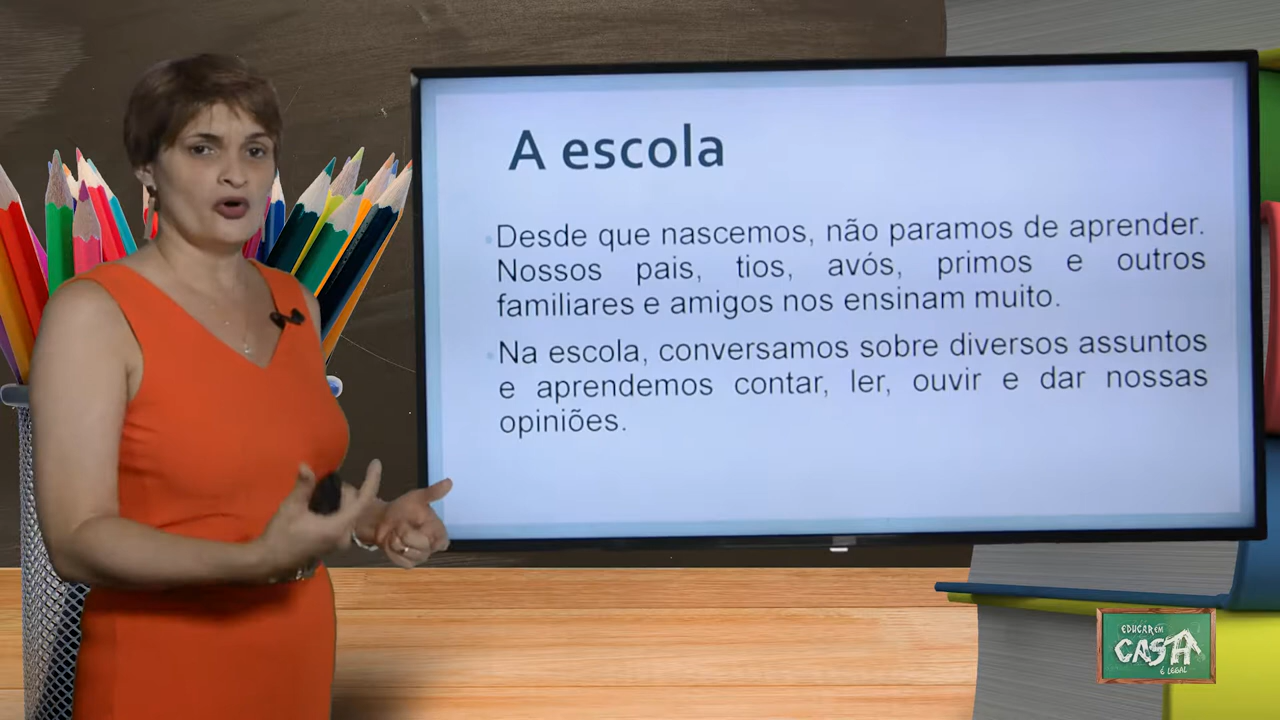 A escola
Desde que nascemos, não paramos de aprender.
Nossos pais, tios, avós, primos e outros
familiares e amigos nos ensinam muito.
Na escola, conversamos sobre diversos assuntos
e aprendemos contar, ler, ouvir e dar nossas
opiniões.
EDUCAR EM
CASA
É LEGAL